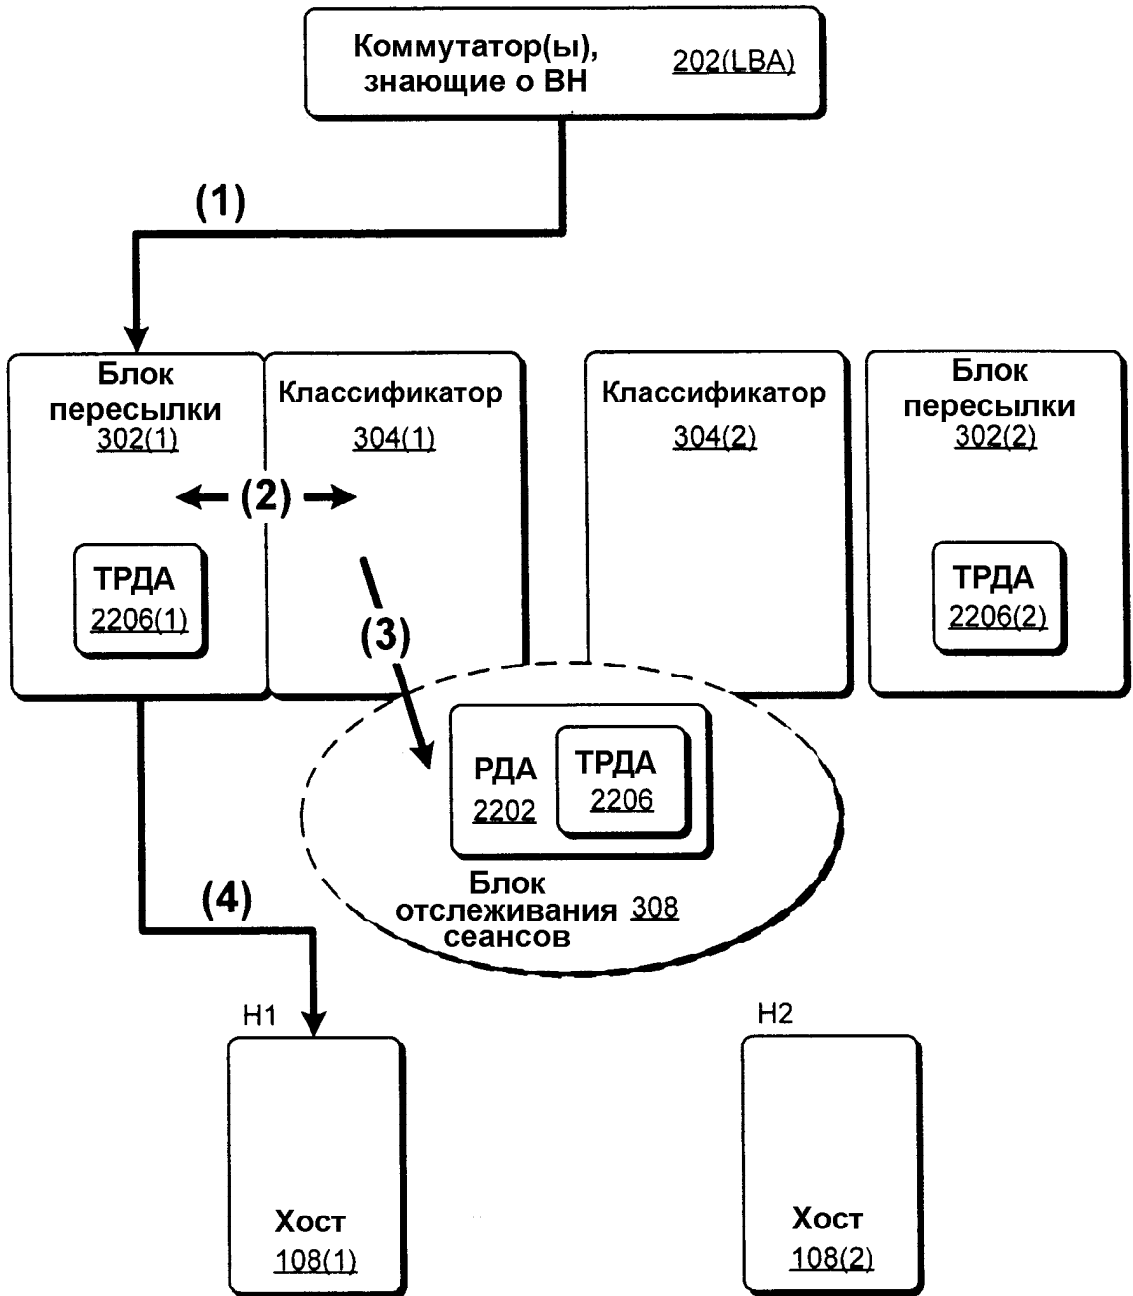 Коммутатор(ы),
знающие о ВН
202(LBA)
(1)
Блок
пересылки
302(1)
Классификатор
304(1)
Классификатор
304(2)
Блок
пересылки
302(2)
(2)
ТРДА
2206(1)
ТРДА
2206(2)
(3)
РДА
2202
ТРДА
2206
Блок
отслеживания 308
сеансов
(4)
H1
H2
Хост
108(1)
Хост
108(2)